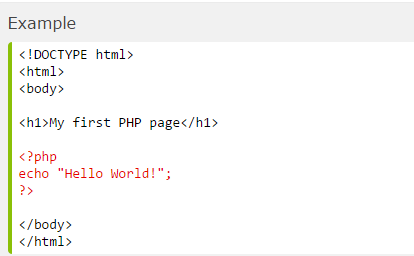 Example
<!DOCTYPE html>
<html>
<body>
<h1>My first PHP page</h1>
<?php
echo "Hello World!";
?>
</body>
</html>